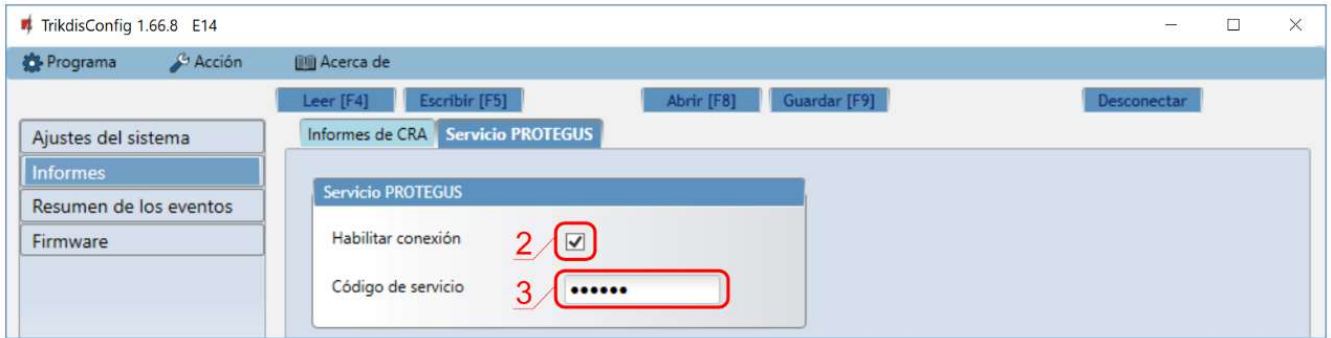 TrikdisConfig 1.66.8 E14
Programa Acción Acerca de
Leer [F4] Escribir [F5] Abrir [F8] Guardar [F9] Desconectar
Ajustes del sistema
Informes
Resumen de los eventos
Firmware
Informes de CRA Servicio PROTEGUS
Servicio PROTEGUS
Habilitar conexión 2
Código de servicio 3 ••••••